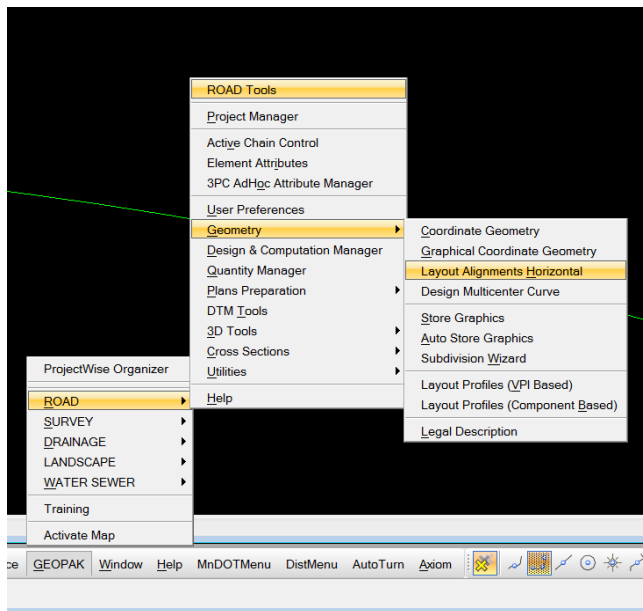 ROAD Tools
Project Manager
Active Chain Control
Element Attributes
3PC AdHoc Attribute Manager
User Preferences
Geometry
Design & Computation Manager
Quantity Manager
Plans Preparation
DTM Tools
3D Tools
Cross Sections
Utilities
Help
Coordinate Geometry
Graphical Coordinate Geometry
Layout Alignments Horizontal
Design Multicenter Curve
Store Graphics
Auto Store Graphics
Subdivision Wizard
Layout Profiles (VPI Based)
Layout Profiles (Component Based)
Legal Description
ProjectWise Organizer
ROAD
SURVEY
DRAINAGE
LANDSCAPE
WATER SEWER
Training
Activate Map
ce GEOPAK Window Help MnDOTMenu DistMenu AutoTurn Axiom